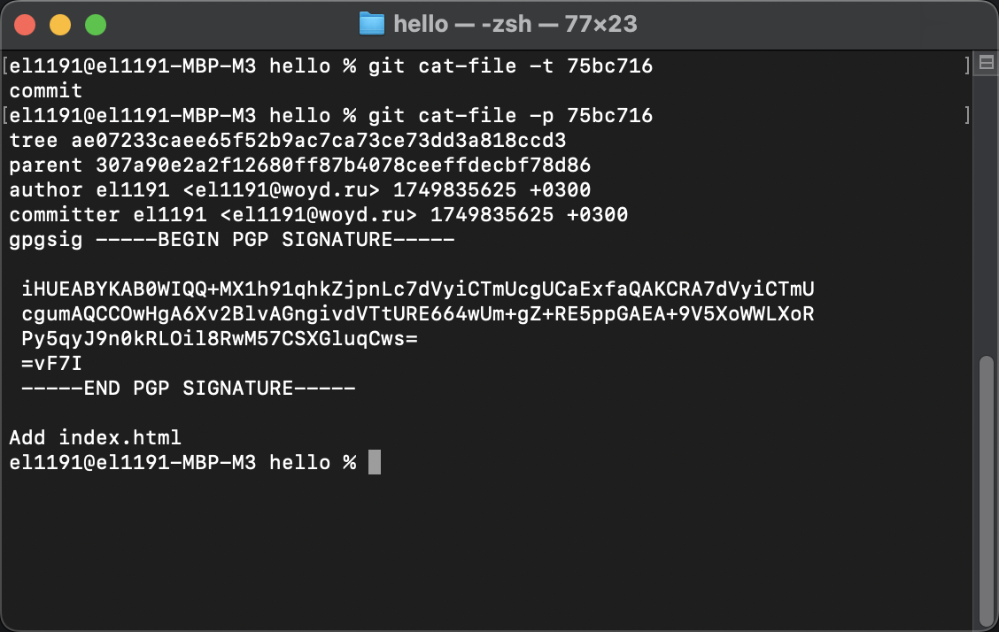 hello — -zsh — 77×23
[el1191@el1191-MBP-M3 hello % git cat-file -t 75bc716 ]
commit
[el1191@el1191-MBP-M3 hello % git cat-file -p 75bc716 ]
tree ae07233caee65f52b9ac7ca73ce73dd3a818ccd3
parent 307a90e2a2f12680ff87b4078ceeffdecbf78d86
author el1191 <el1191@woyd.ru> 1749835625 +0300
committer el1191 <el1191@woyd.ru> 1749835625 +0300
gpgsig -----BEGIN PGP SIGNATURE-----
iHUEABYKAB0WIQQ+MX1h91qhkZjpnLc7dVyiCTmUcgUCaExfaQAKCRA7dVyiCTmU
cgumAQCCOwHgA6Xv2BlvAGngivdVTtURE664wUm+gZ+RE5ppGAEA+9V5XoWWLXoR
Py5qyJ9n0kRLOil8RwM57CSXGluqCws=
=vF7I
-----END PGP SIGNATURE-----
Add index.html
el1191@el1191-MBP-M3 hello %